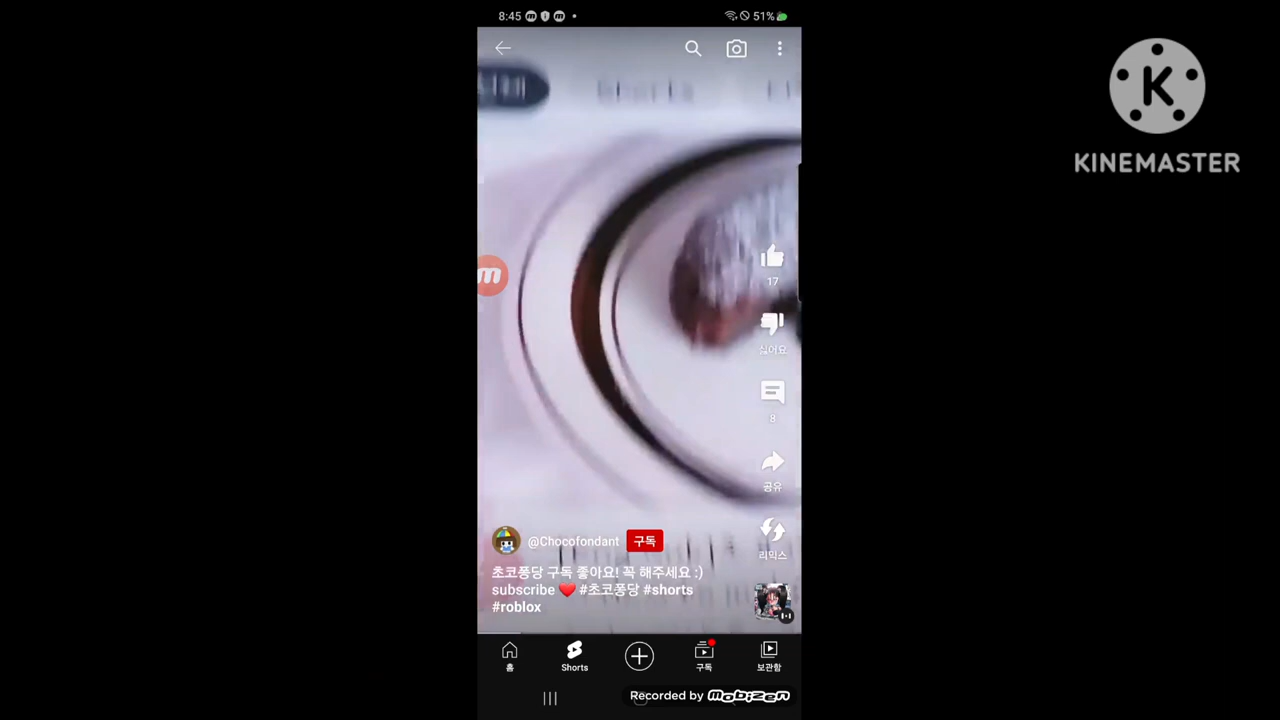 8:45
51%
Shorts
KINEMASTER
17
싫어요
8
공유
@Chocofondant 구독
초코퐁당 구독 좋아요! 꼭 해주세요 :)
subscribe ❤️ #초코퐁당 #shorts
#roblox
리믹스
홈 Shorts 구독 보관함
Recorded by mobizen